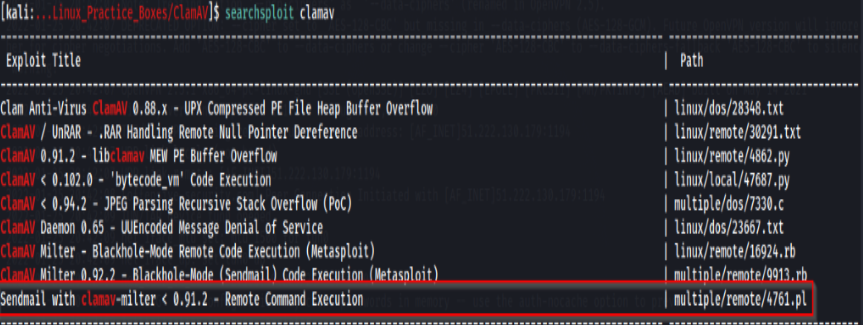 [kali:...Linux_Practice_Boxes/ClamAV]$ searchsploit clamav
Exploit Title | Path
Clam Anti-Virus ClamAV 0.88.x - UPX Compressed PE File Heap Buffer Overflow | linux/dos/28348.txt
ClamAV / UnRAR - .RAR Handling Remote Null Pointer Dereference | linux/remote/30291.txt
ClamAV 0.91.2 - libclamav MEW PE Buffer Overflow | linux/remote/4862.py
ClamAV < 0.102.0 - 'bytecode_vm' Code Execution | linux/local/47687.py
ClamAV < 0.94.2 - JPEG Parsing Recursive Stack Overflow (PoC) | multiple/dos/7330.c
ClamAV Daemon 0.65 - UUEncoded Message Denial of Service | linux/dos/23667.txt
ClamAV Milter - Blackhole-Mode Remote Code Execution (Metasploit) | linux/remote/16924.rb
ClamAV Milter 0.92.2 - Blackhole-Mode (Sendmail) Code Execution (Metasploit) | multiple/remote/9913.rb
Sendmail with clamav-milter < 0.91.2 - Remote Command Execution | multiple/remote/4761.pl